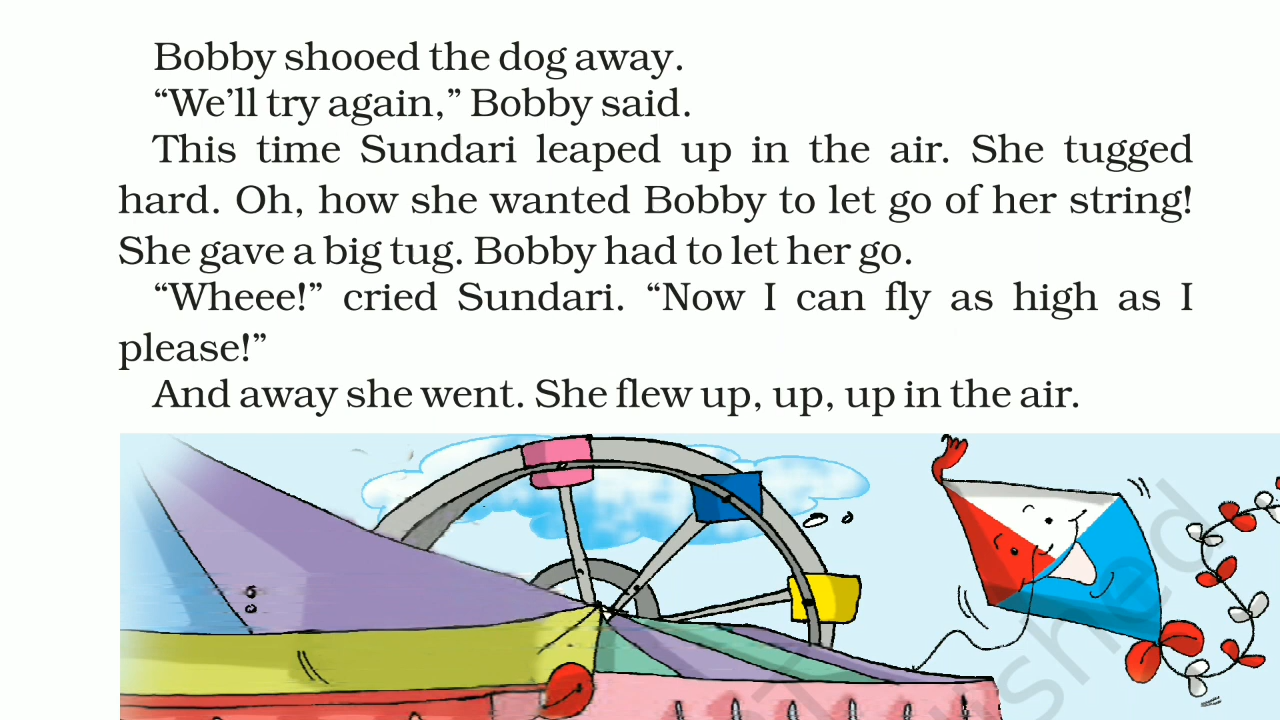 Bobby shooed the dog away.
“We’ll try again,” Bobby said.
This time Sundari leaped up in the air. She tugged
hard. Oh, how she wanted Bobby to let go of her string!
She gave a big tug. Bobby had to let her go.
“Wheee!” cried Sundari. “Now I can fly as high as I
please!”
And away she went. She flew up, up, up in the air.